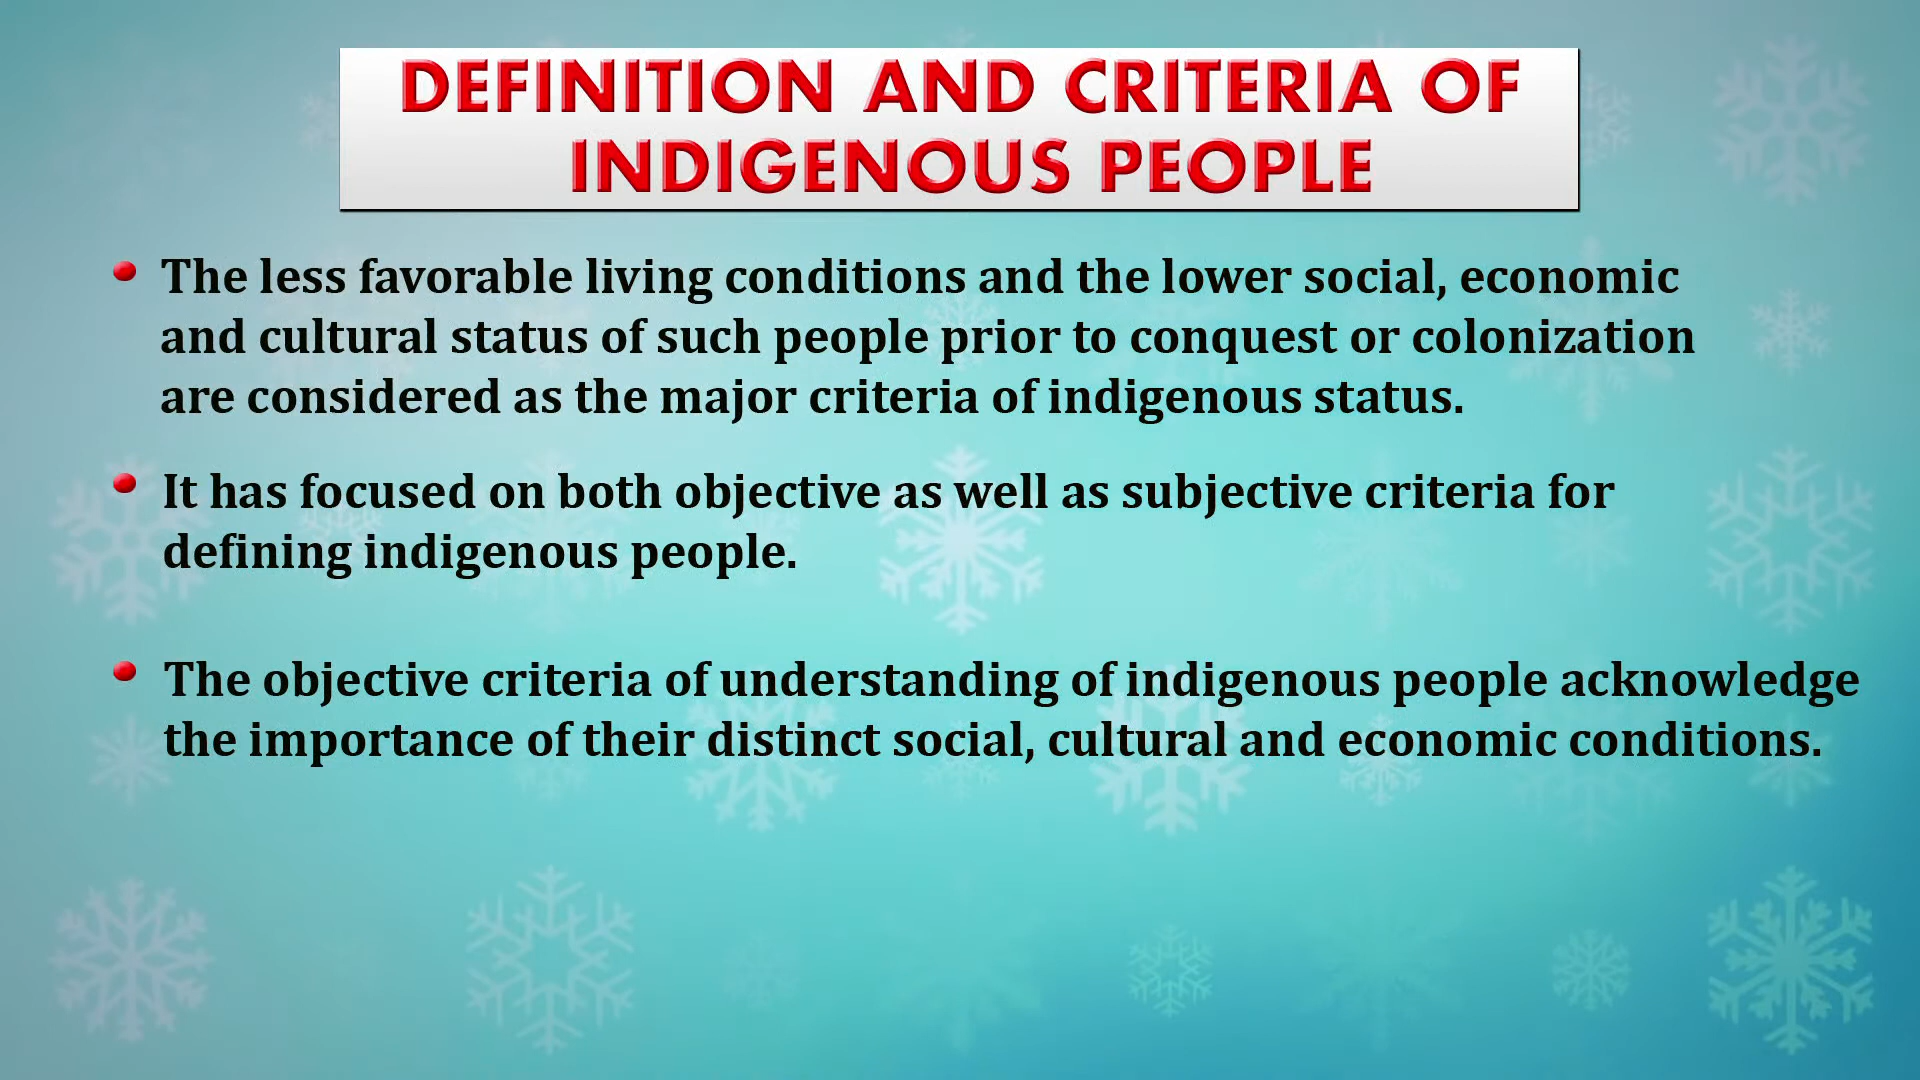 DEFINITION AND CRITERIA OF
INDIGENOUS PEOPLE
The less favorable living conditions and the lower social, economic
and cultural status of such people prior to conquest or colonization
are considered as the major criteria of indigenous status.
It has focused on both objective as well as subjective criteria for
defining indigenous people.
The objective criteria of understanding of indigenous people acknowledge
the importance of their distinct social, cultural and economic conditions.